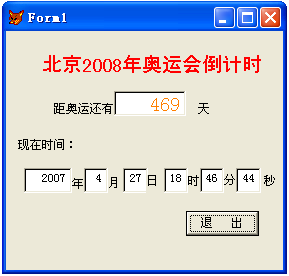 Form1
北京2008年奥运会倒计时
距奥运还有 469 天
现在时间：
2007 年 4 月 27 日 18 时 46 分 44 秒
退 出